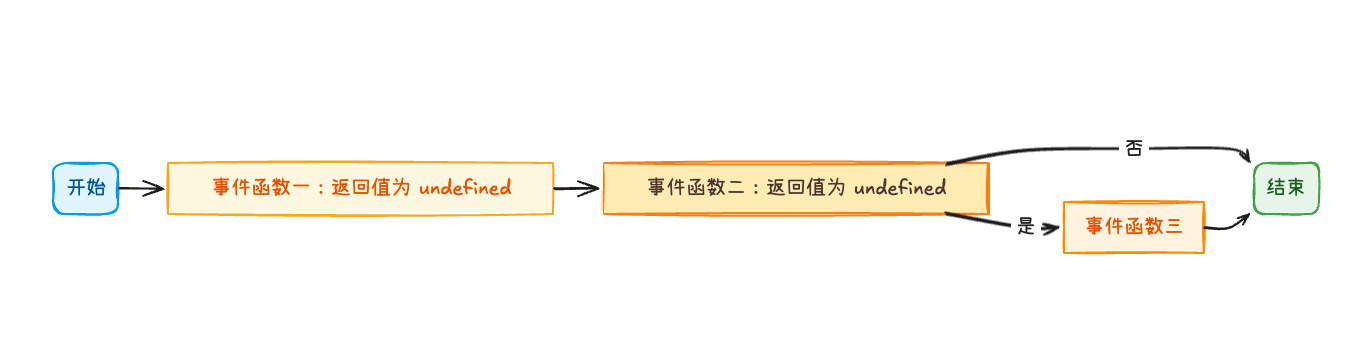 开始
事件函数一：返回值为 undefined
事件函数二：返回值为 undefined
否
是
事件函数三
结束